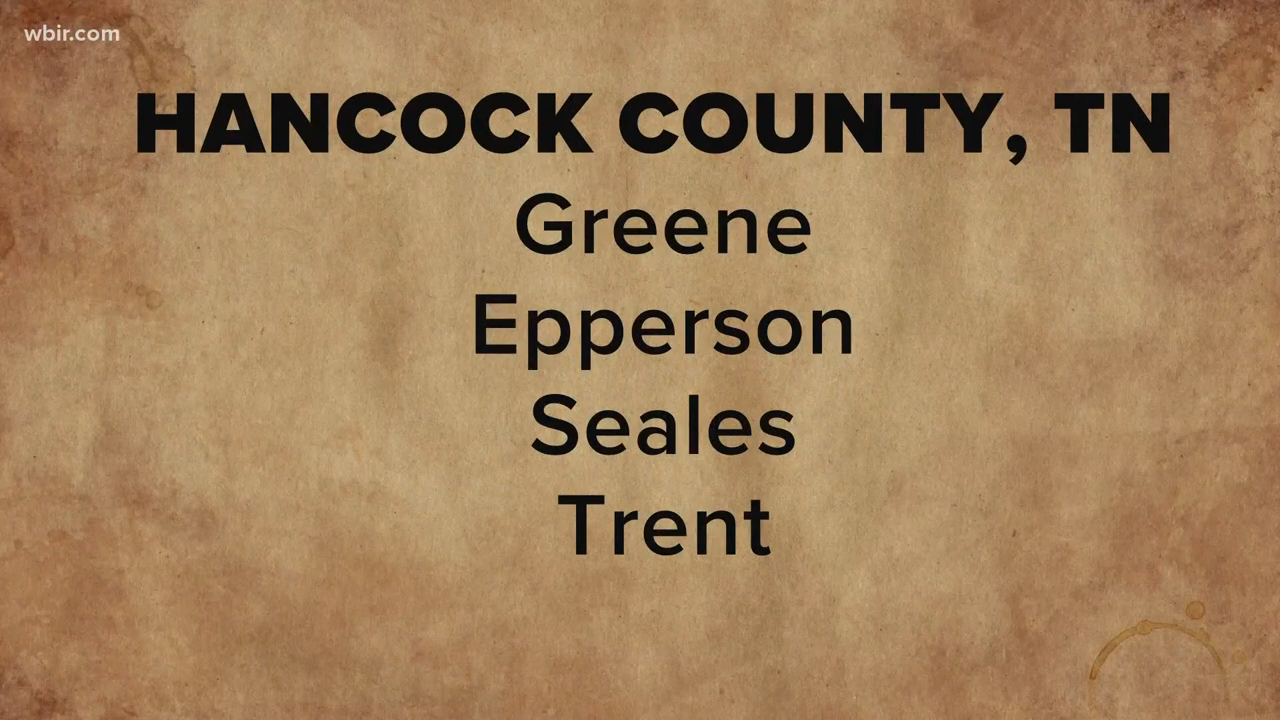 wbir.com
HANCOCK COUNTY, TN
Greene
Epperson
Seales
Trent